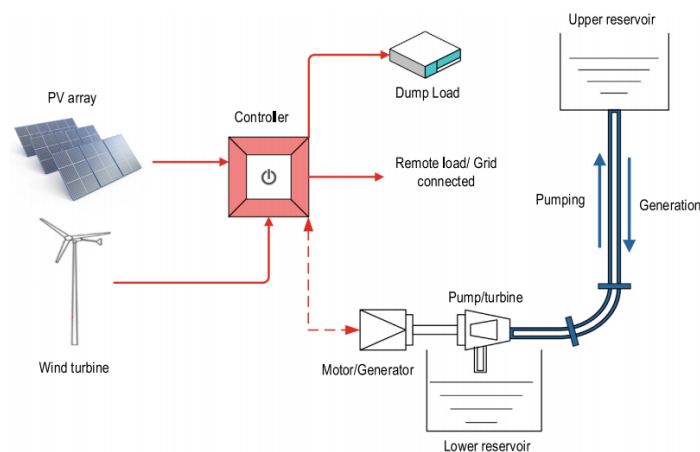 Upper reservoir
PV array
Controller
Dump Load
Remote load/ Grid
connected
Pumping
Generation
Pump/turbine
Wind turbine
Motor/Generator
Lower reservoir